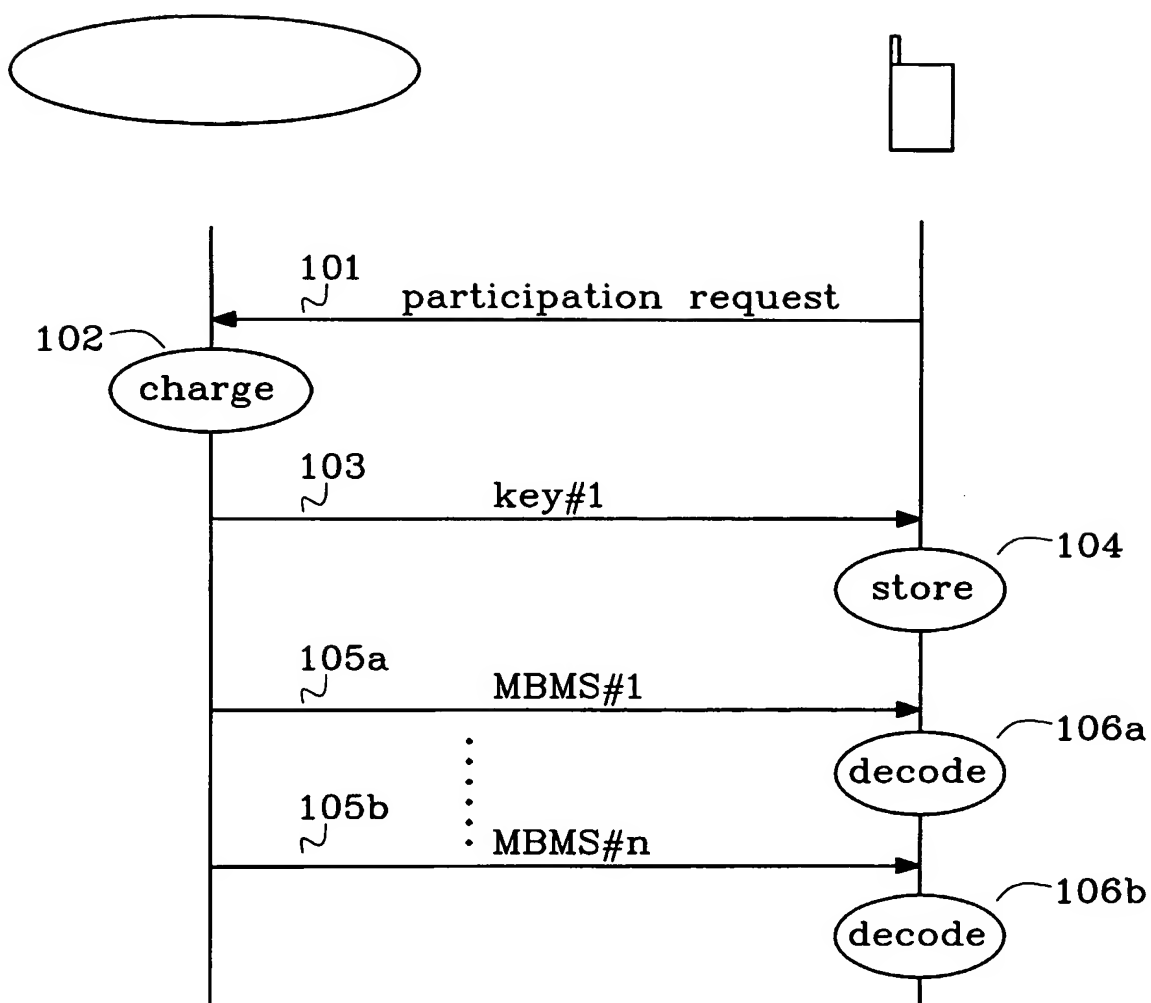 101
participation request
102
charge
103
key#1
104
store
105a
MBMS#1
106a
decode
105b
MBMS#n
106b
decode